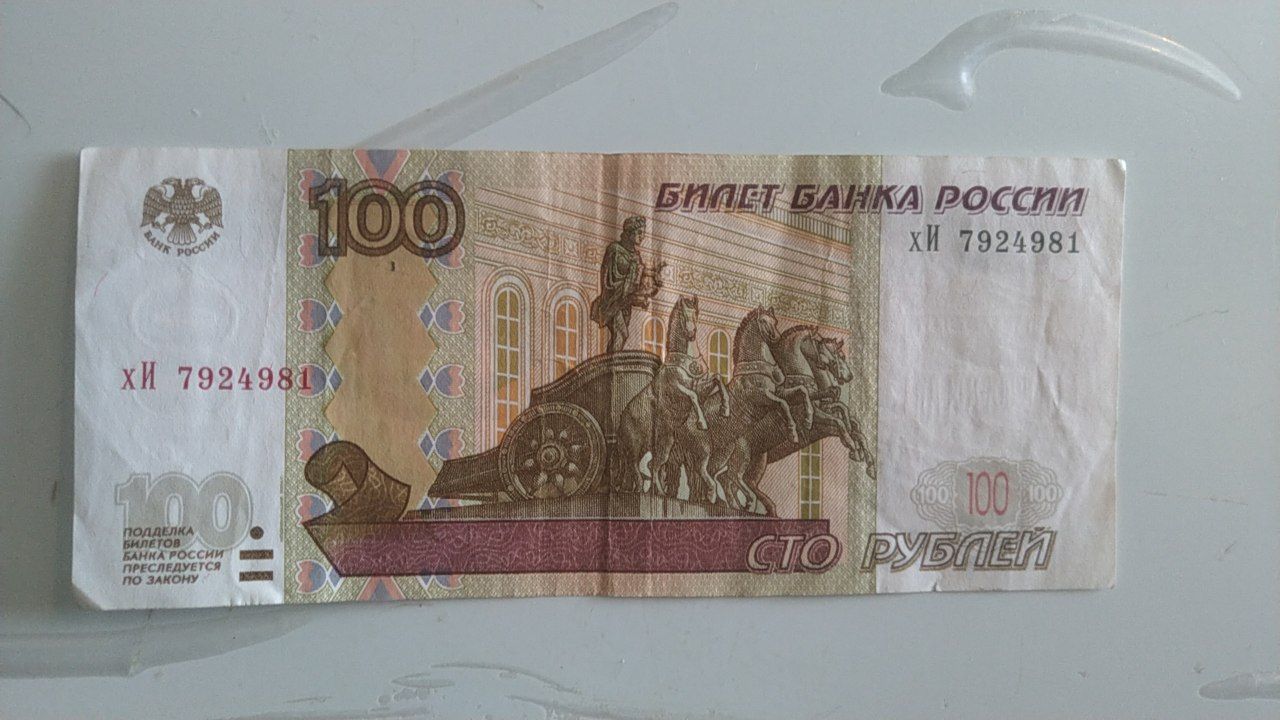 БАНК РОССИИ
100
БИЛЕТ БАНКА РОССИИ
хИ 7924981
хИ 7924981
100
ПОДДЕЛКА
БИЛЕТОВ
БАНКА РОССИИ
ПРЕСЛЕДУЕТСЯ
ПО ЗАКОНУ
100 100 100
СТО РУБЛЕЙ